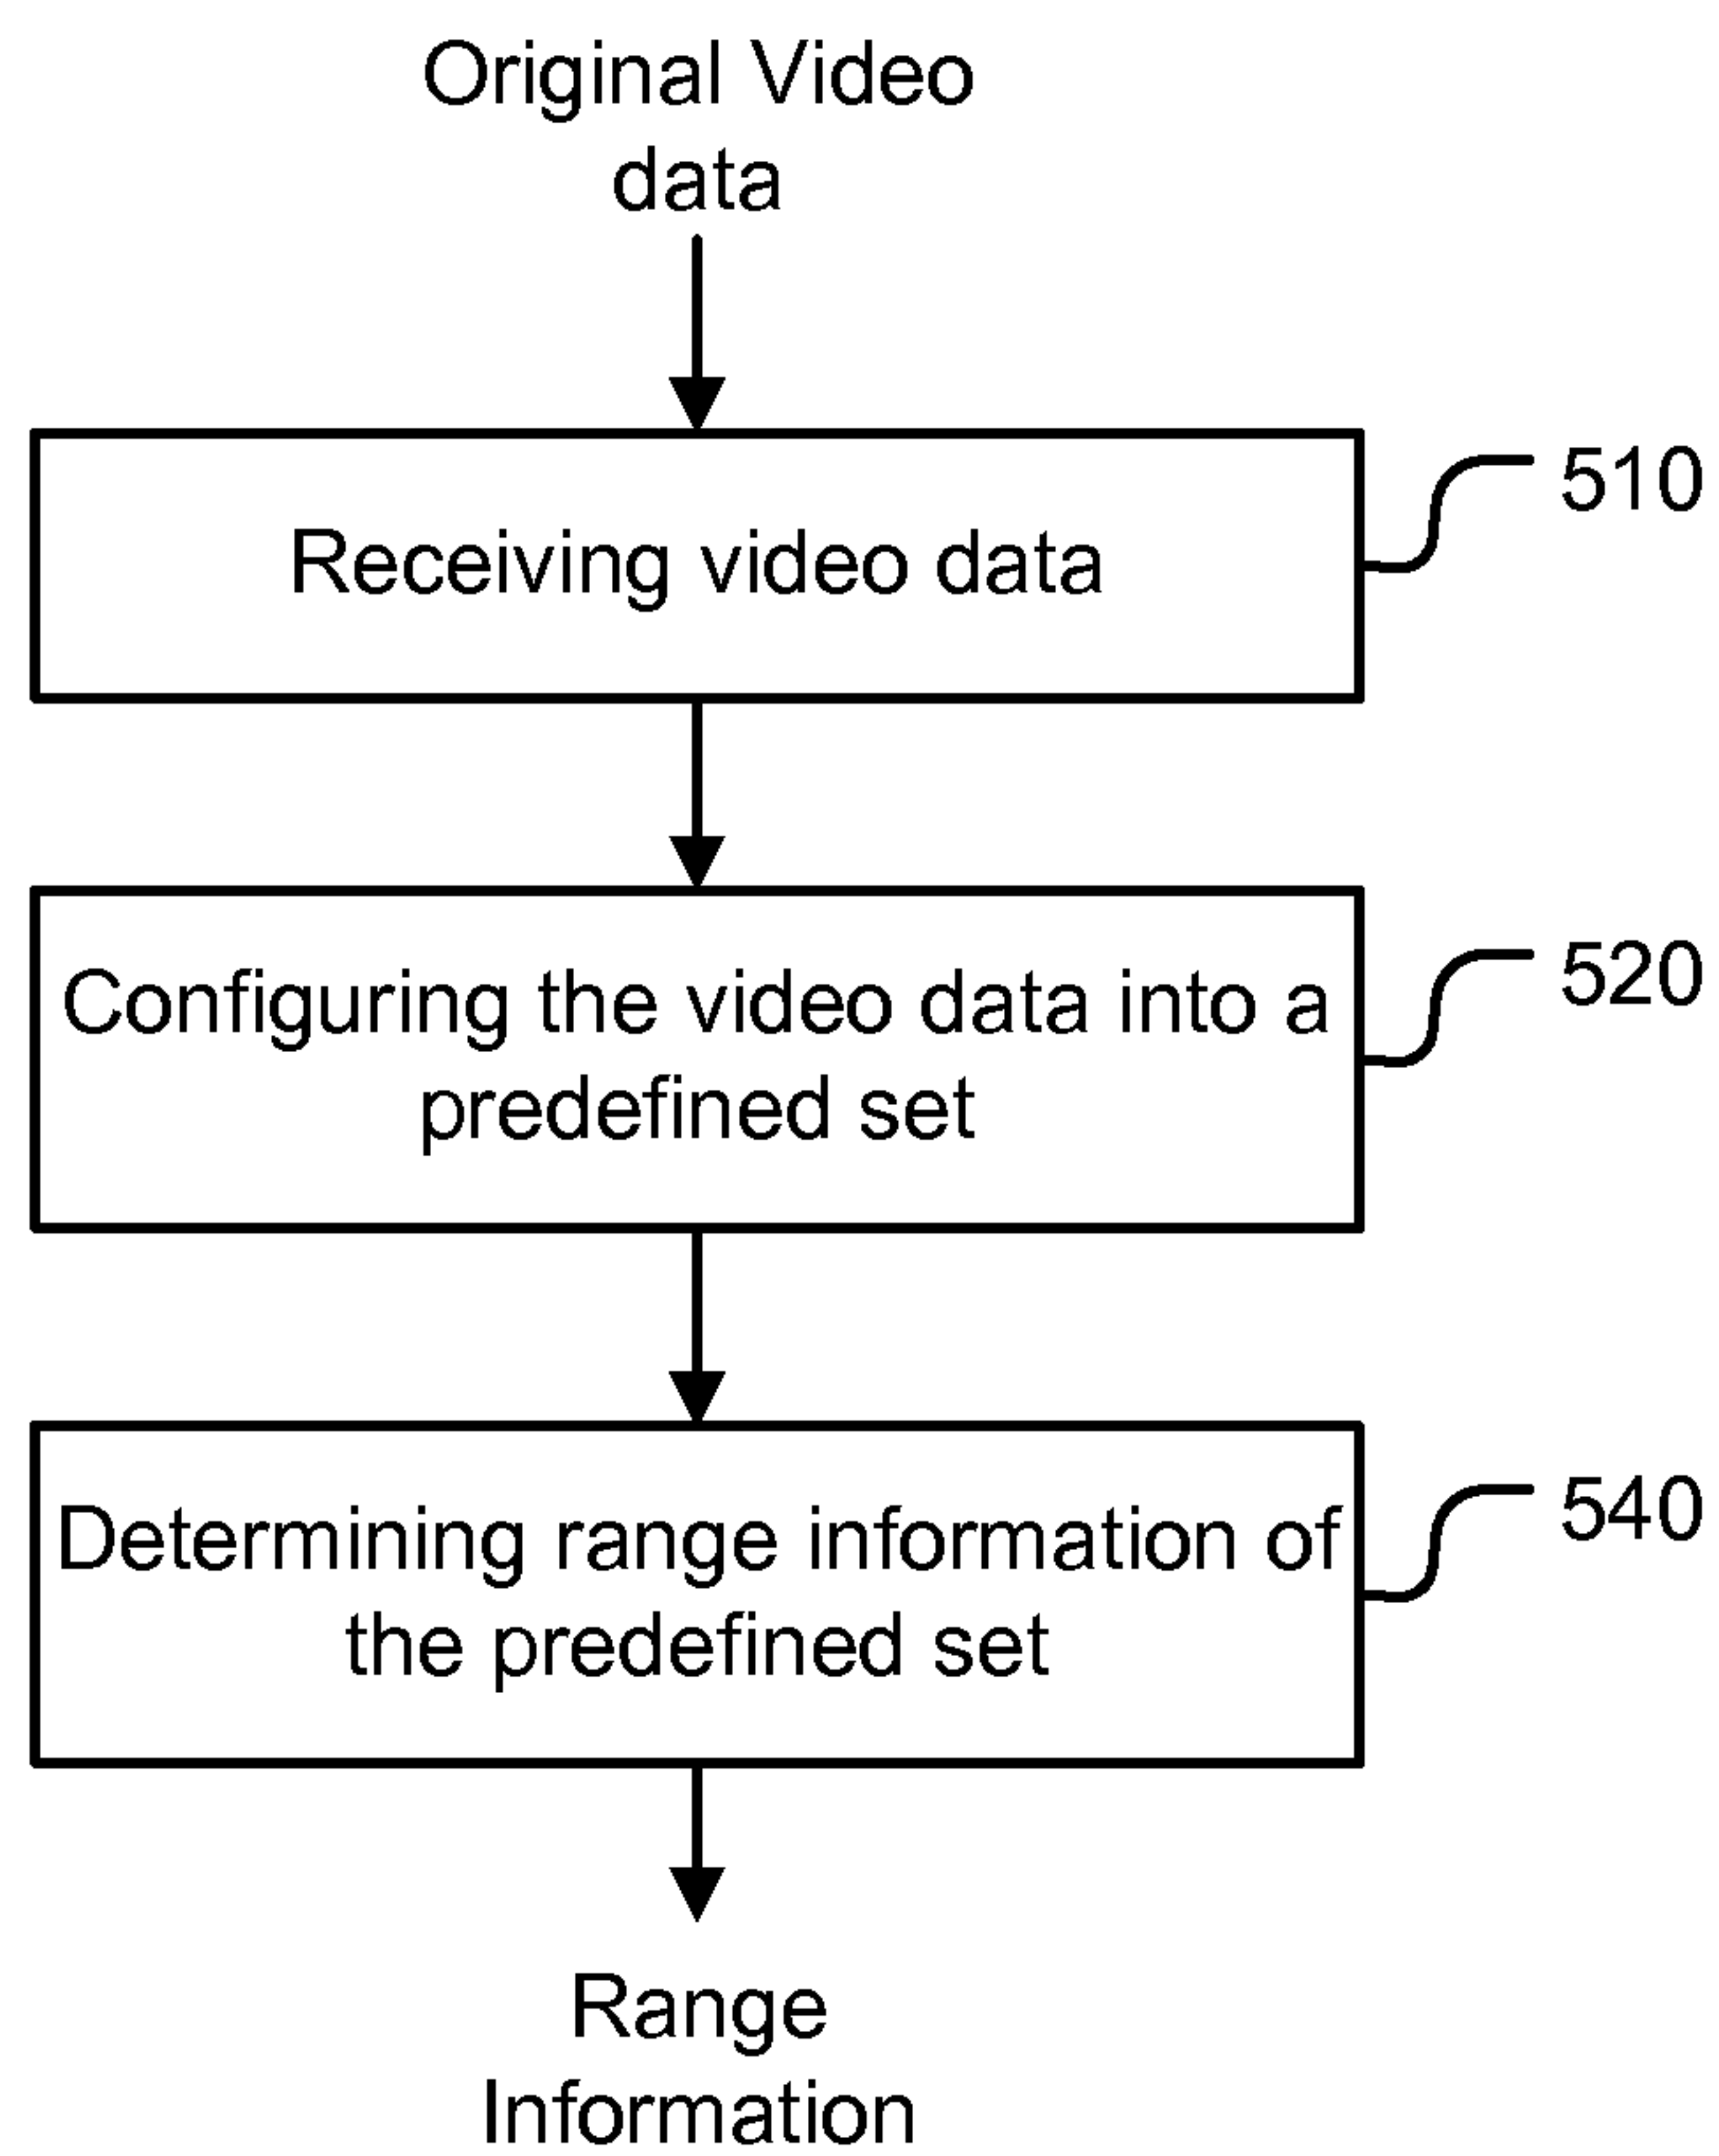 Original Video
data
Receiving video data
510
Configuring the video data into a
predefined set
520
Determining range information of
the predefined set
540
Range
Information